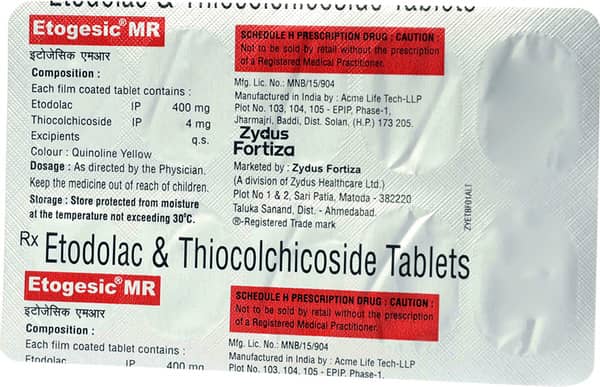 Etodolac & Thiocolchicoside Tablets
Etogesic® MR
इटोजेसिक एमआर
Composition :
Each film coated tablet contains :
Etodolac IP 400 mg
Thiocolchicoside IP 4 mg
Excipients q.s.
Colour : Quinoline Yellow
Dosage : As directed by the Physician.
Keep the medicine out of reach of children.
Storage : Store protected from moisture
at the temperature not exceeding 30°C.
SCHEDULE H PRESCRIPTION DRUG : CAUTION :
Not to be sold by retail without the prescription
of a Registered Medical Practitioner.
Mfg. Lic. No.: MNB/15/904
Manufactured in India by : Acme Life Tech-LLP
Plot No. 103, 104, 105 - EPIP, Phase-1,
Jharmajri, Baddi, Dist. Solan, (H.P.) 173 205.
Zydus
Fortiza
Marketed by : Zydus Fortiza
(A division of Zydus Healthcare Ltd.)
Plot No 1 & 2, Sari Patia, Matoda - 382220
Taluka Sanand, Dist. - Ahmedabad.
®-Registered Trade mark
ZYETBF01ALT
Rx Etodolac & Thiocolchicoside Tablets
Etogesic® MR
इटोजेसिक एमआर
Composition :
Each film coated tablet contains :
Etodolac IP 400 mg
SCHEDULE H PRESCRIPTION DRUG : CAUTION :
Not to be sold by retail without the prescription
of a Registered Medical Practitioner.
Mfg. Lic. No.: MNB/15/904
Manufactured in India by : Acme Life Tech-LLP
Plot No. 103, 104, 105 - EPIP, Phase-1,